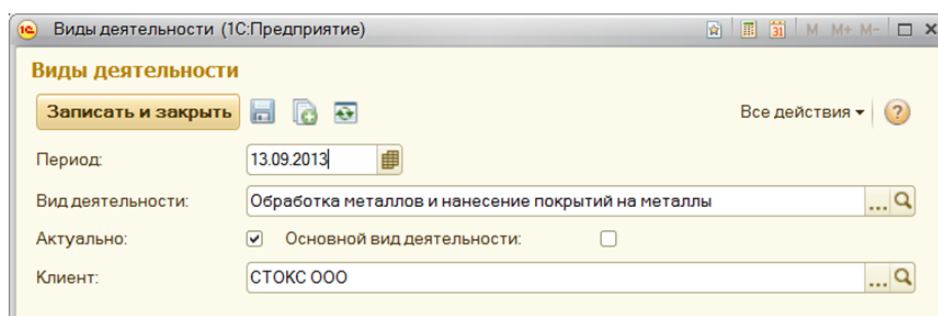 Виды деятельности (1С:Предприятие) 31 M M+ M-
Виды деятельности
Записать и закрыть Все действия ?
Период: 13.09.2013
Вид деятельности: Обработка металлов и нанесение покрытий на металлы ...
Актуально: Основной вид деятельности:
Клиент: СТОКС ООО ...